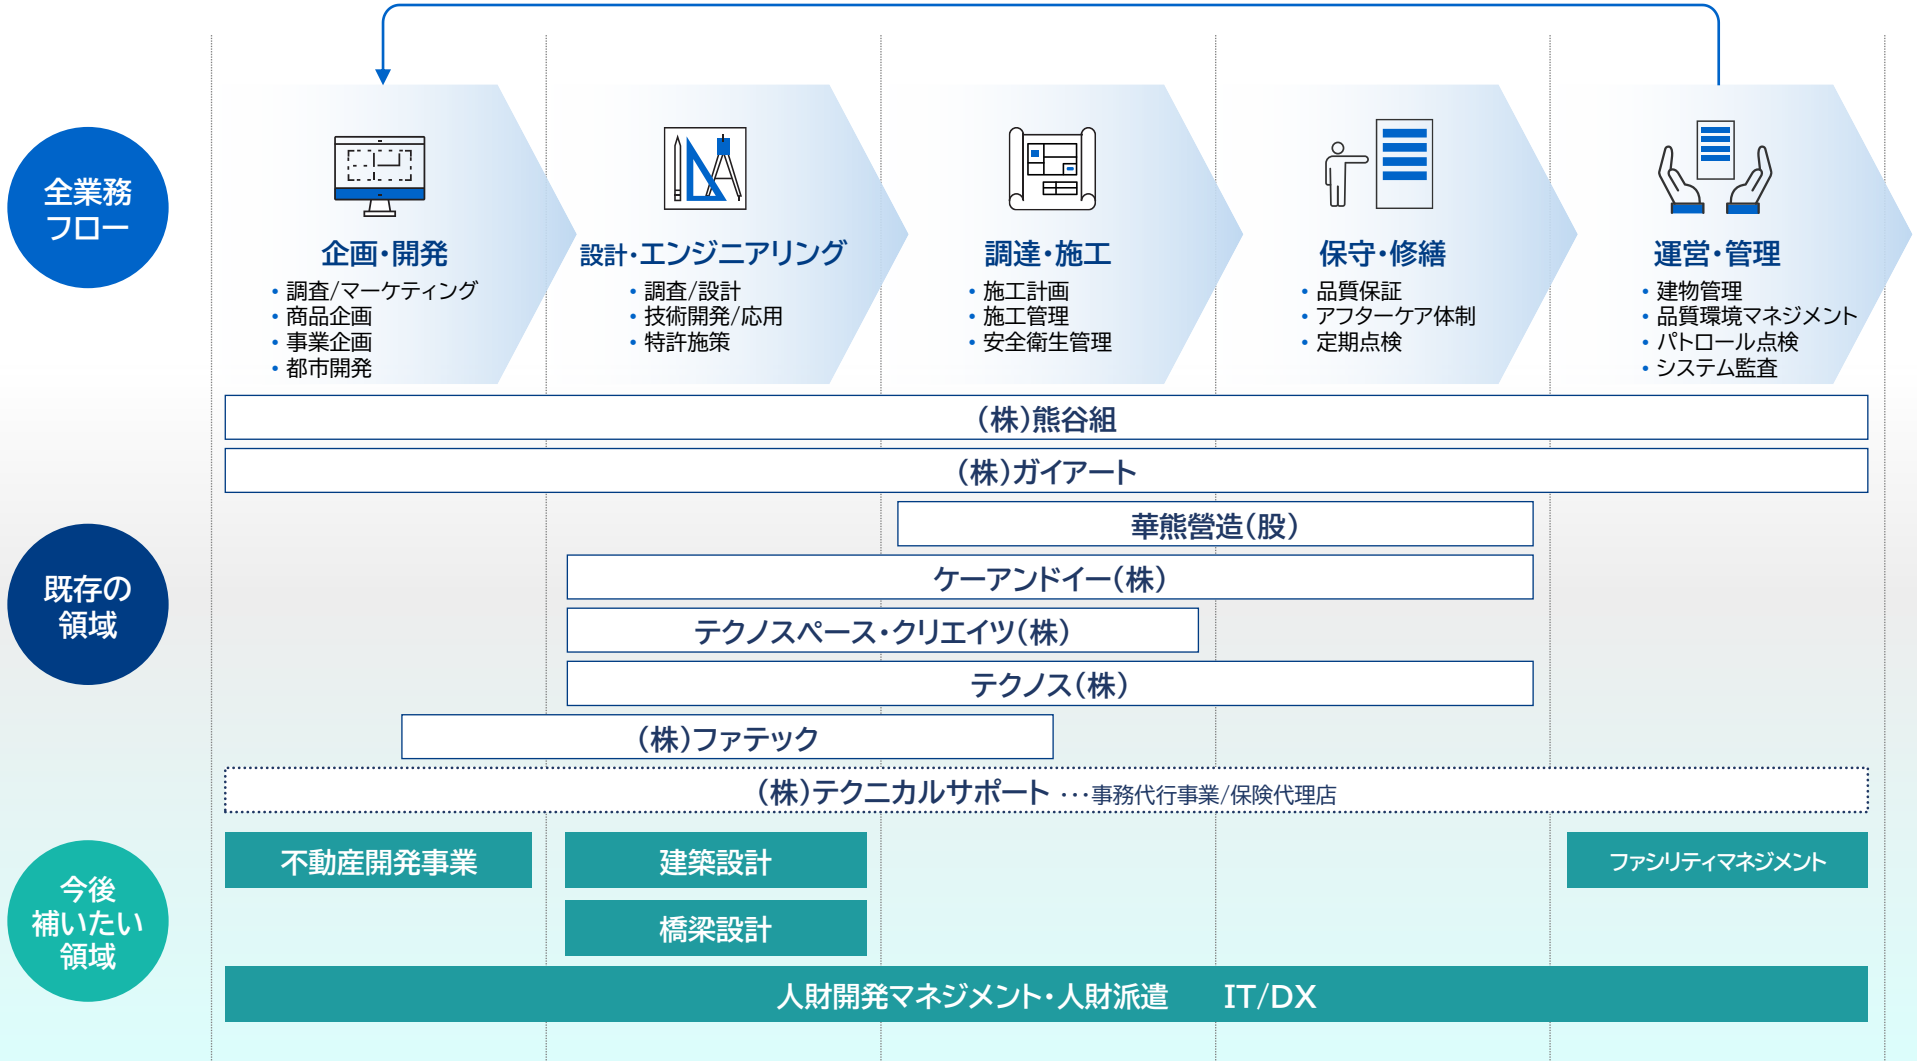 全業務
フロー
企画・開発
・調査/マーケティング
・商品企画
・事業企画
・都市開発
設計・エンジニアリング
・調査/設計
・技術開発/応用
・特許施策
調達・施工
・施工計画
・施工管理
・安全衛生管理
保守・修繕
・品質保証
・アフターケア体制
・定期点検
運営・管理
・建物管理
・品質環境マネジメント
・パトロール点検
・システム監査
既存の
領域
(株)熊谷組
(株)ガイアート
華熊營造(股)
ケーアンドイー(株)
テクノスペース・クリエイツ(株)
テクノス(株)
(株)ファテック
(株)テクニカルサポート ・・・事務代行事業/保険代理店
今後
補いたい
領域
不動産開発事業
建築設計
ファシリティマネジメント
橋梁設計
人財開発マネジメント・人財派遣 IT/DX